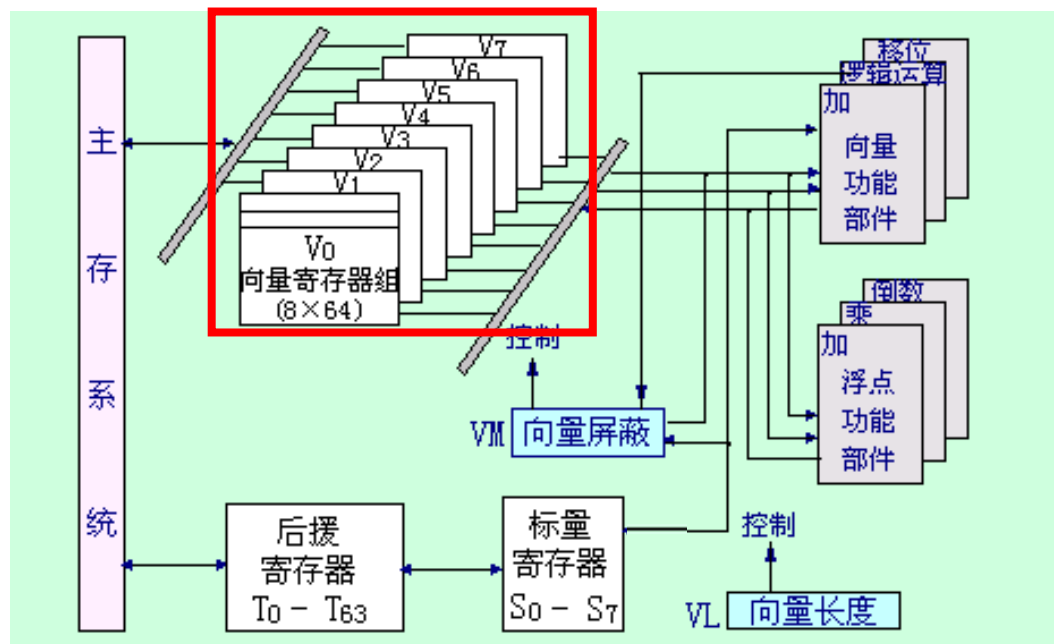 主
存
系
统
V7
V6
V5
V4
V3
V2
V1
V0
向量寄存器组
(8×64)
移位
逻辑运算
加
向量
功能
部件
倒数
乘
加
浮点
功能
部件
控制
VM 向量屏蔽
后援
寄存器
T0 - T63
标量
寄存器
S0 - S7
控制
VL 向量长度